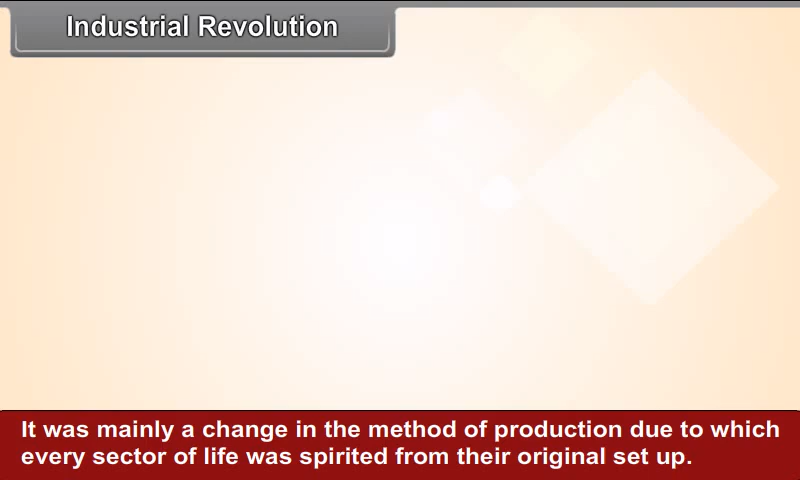 Industrial Revolution
It was mainly a change in the method of production due to which
every sector of life was spirited from their original set up.